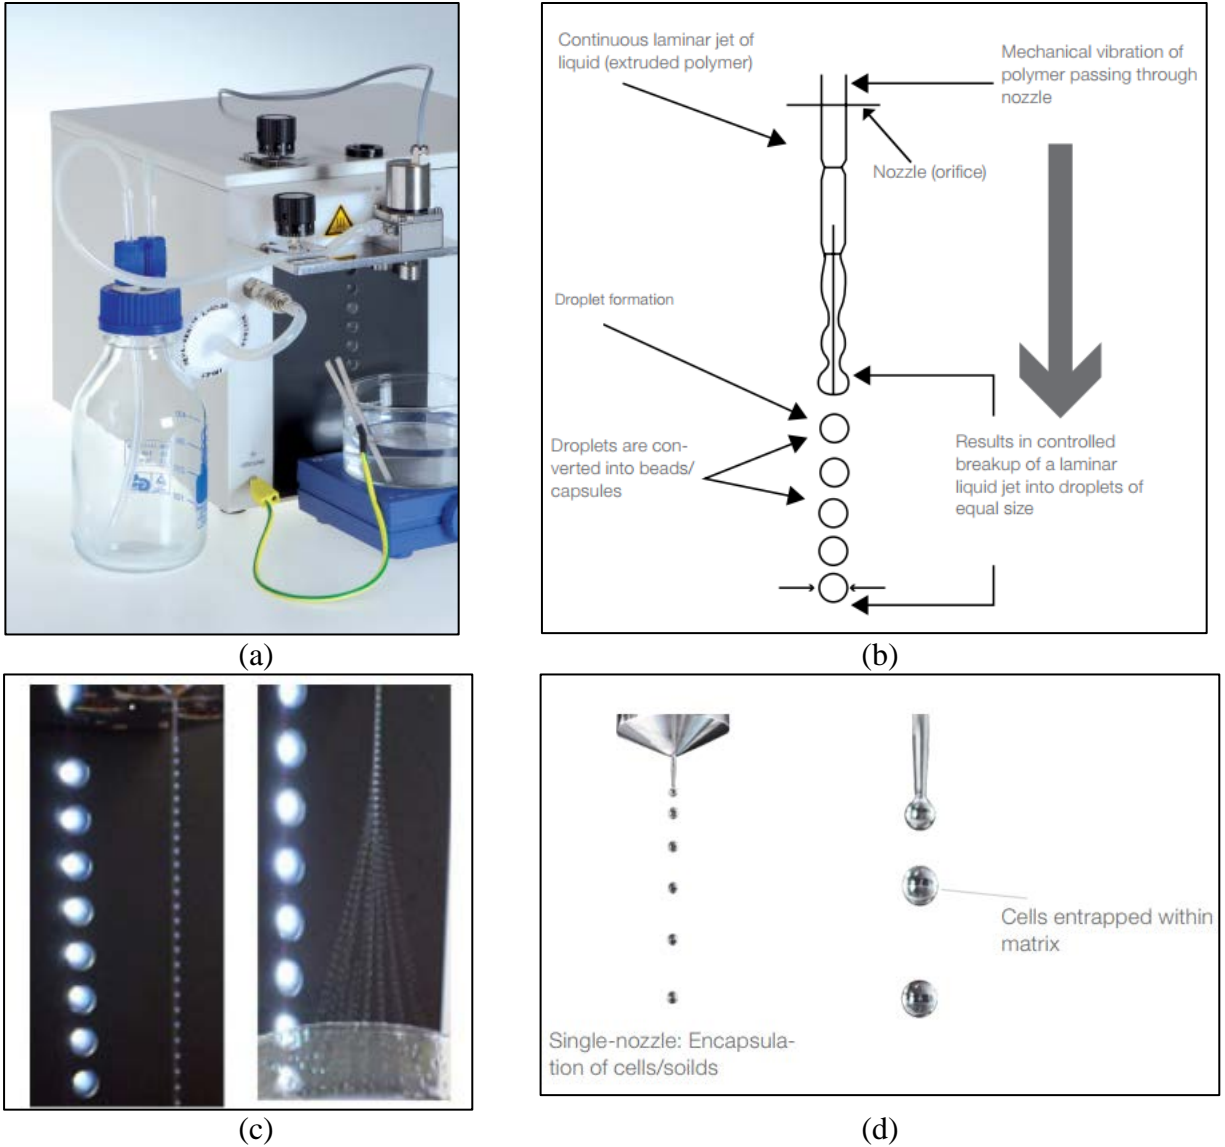 Continuous laminar jet of
liquid (extruded polymer)
Mechanical vibration of
polymer passing through
nozzle
Nozzle (orifice)
Droplet formation
Droplets are con-
verted into beads/
capsules
Results in controlled
breakup of a laminar
liquid jet into droplets of
equal size
(a)
(b)
Cells entrapped within
matrix
Single-nozzle: Encapsula-
tion of cells/soilds
(c)
(d)